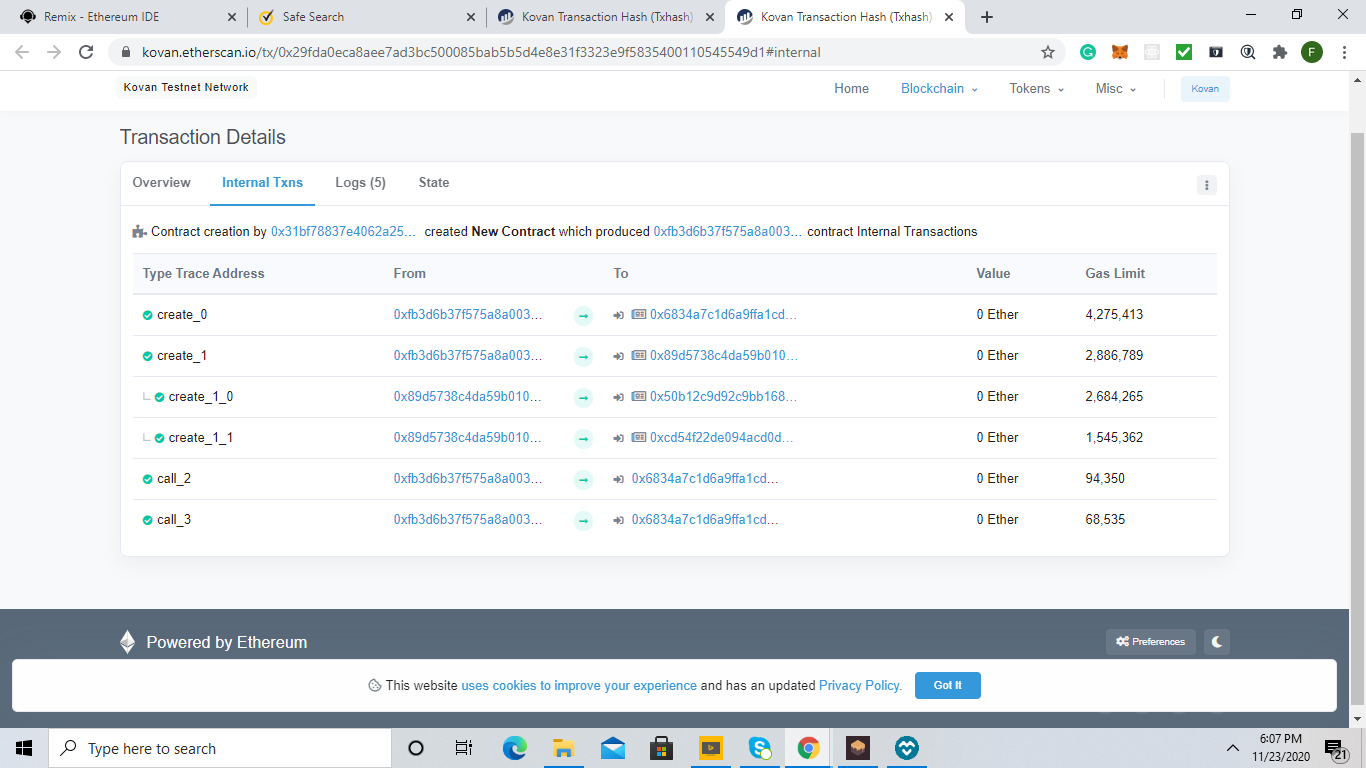 Remix - Ethereum IDE
Safe Search
Kovan Transaction Hash (Txhash)
Kovan Transaction Hash (Txhash)
kovan.etherscan.io/tx/0x29fda0eca8aee7ad3bc500085bab5b5d4e8e31f3323e9f5835400110545549d1#internal
F
Kovan Testnet Network
Home
Blockchain
Tokens
Misc
Kovan
Transaction Details
Overview
Internal Txns
Logs (5)
State
Contract creation by 0x31bf78837e4062a25... created New Contract which produced 0xfb3d6b37f575a8a003... contract Internal Transactions
Type Trace Address From To Value Gas Limit
create_0 0xfb3d6b37f575a8a003... 0x6834a7c1d6a9ffa1cd... 0 Ether 4,275,413
create_1 0xfb3d6b37f575a8a003... 0x89d5738c4da59b010... 0 Ether 2,886,789
create_1_0 0x89d5738c4da59b010... 0x50b12c9d92c9bb168... 0 Ether 2,684,265
create_1_1 0x89d5738c4da59b010... 0xcd54f22de094acd0d... 0 Ether 1,545,362
call_2 0xfb3d6b37f575a8a003... 0x6834a7c1d6a9ffa1cd... 0 Ether 94,350
call_3 0xfb3d6b37f575a8a003... 0x6834a7c1d6a9ffa1cd... 0 Ether 68,535
Powered by Ethereum
Preferences
This website uses cookies to improve your experience and has an updated Privacy Policy.
Got It
Type here to search
6:07 PM
11/23/2020
21